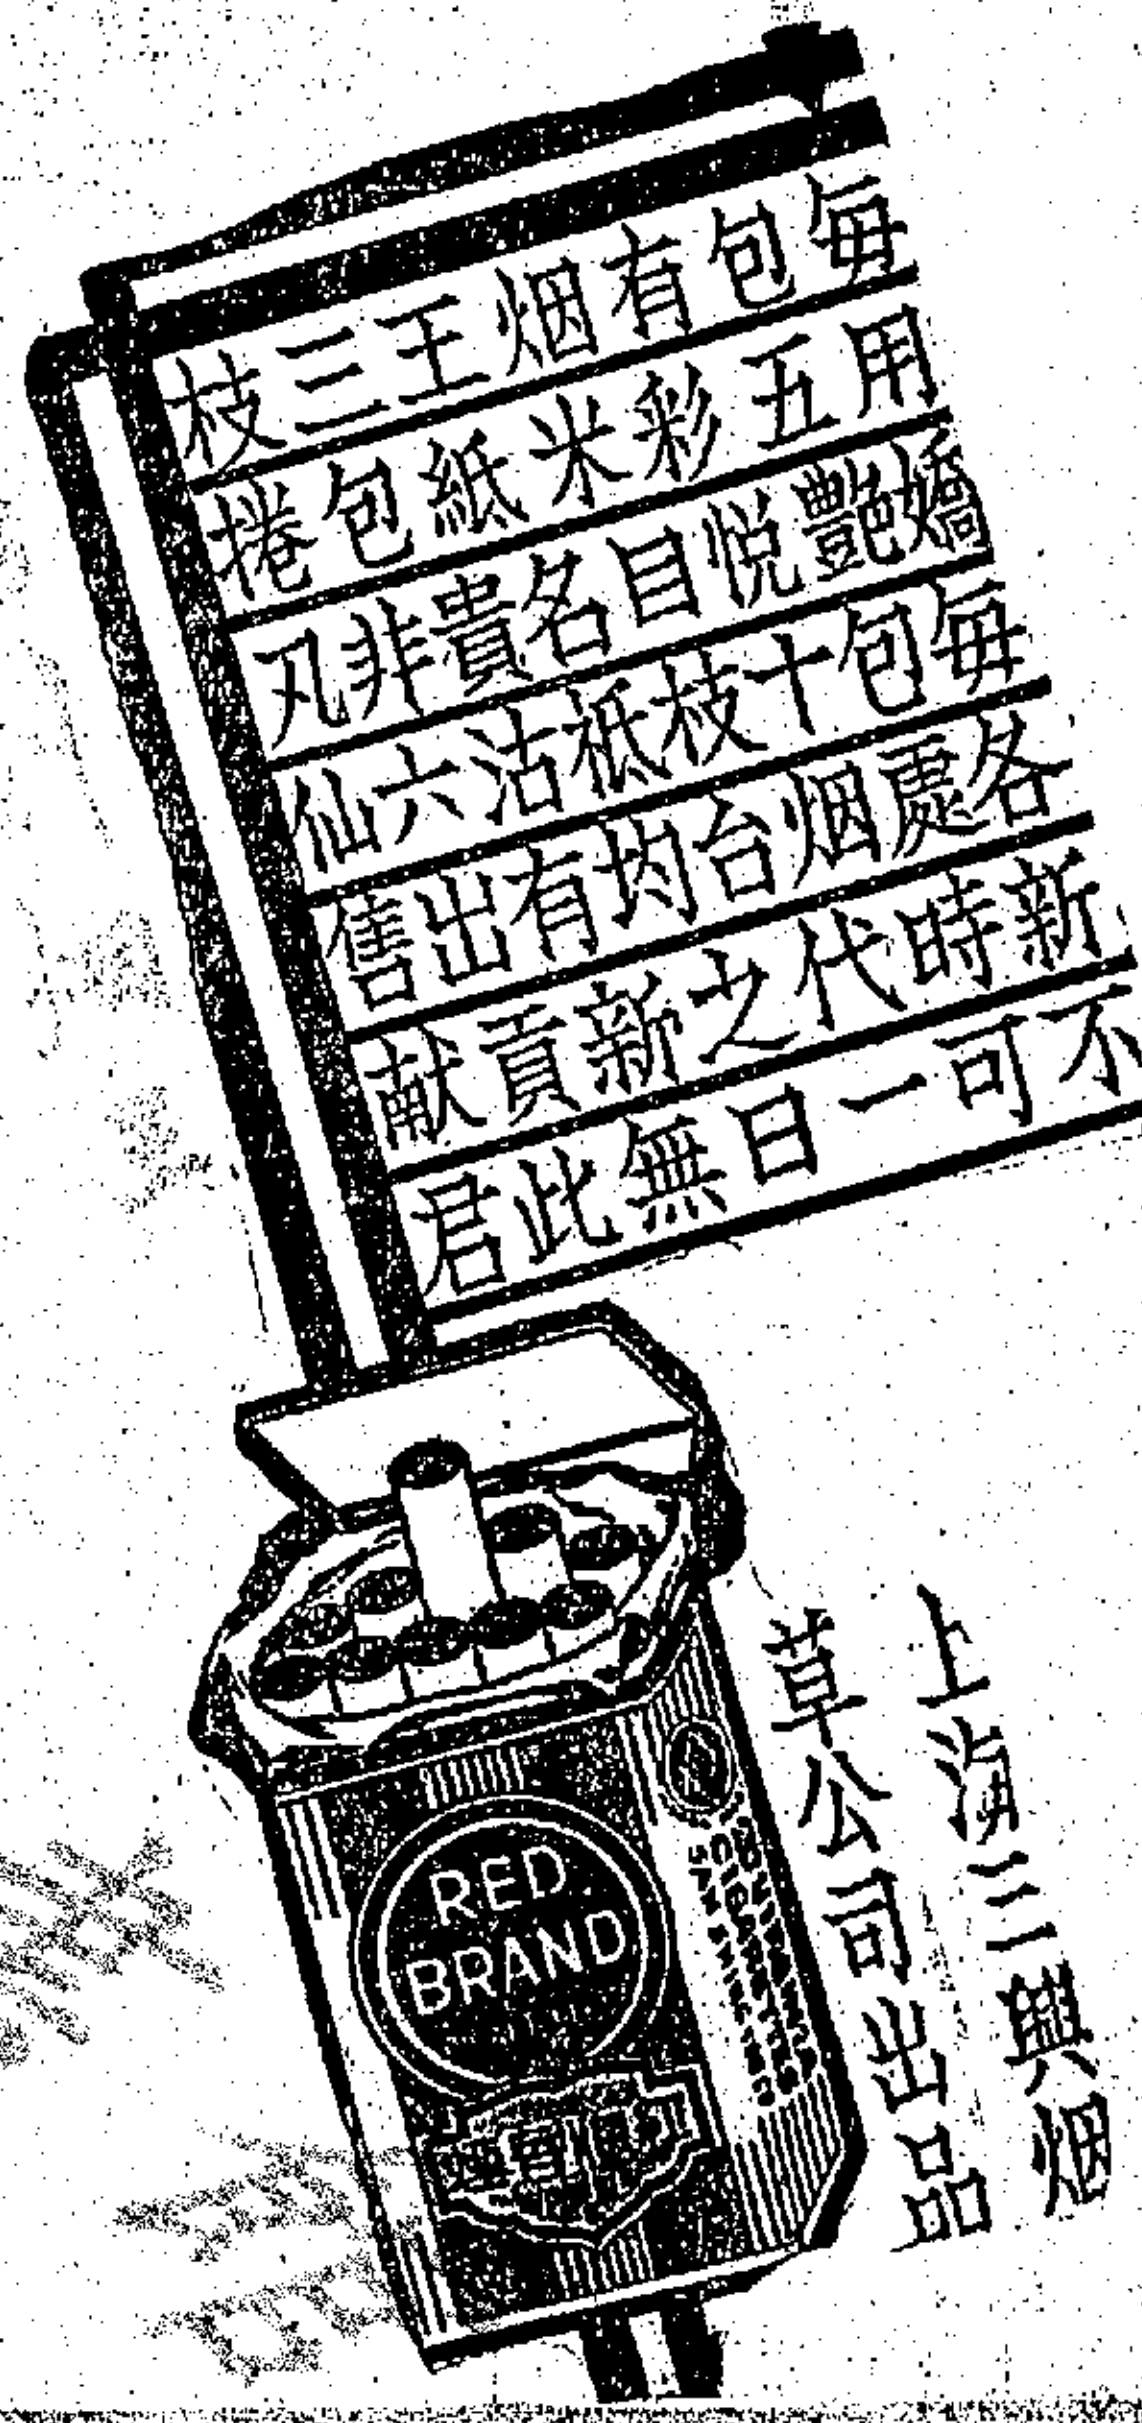 每包有烟王三枝
用五彩米紙包捲
嬌艷悅目名貴非凡
每包十枝祗沽六仙
各處烟台均有出售
新時代之新貢献
不可一日無此君
上海三興烟
草公司出品
RED
BRAND